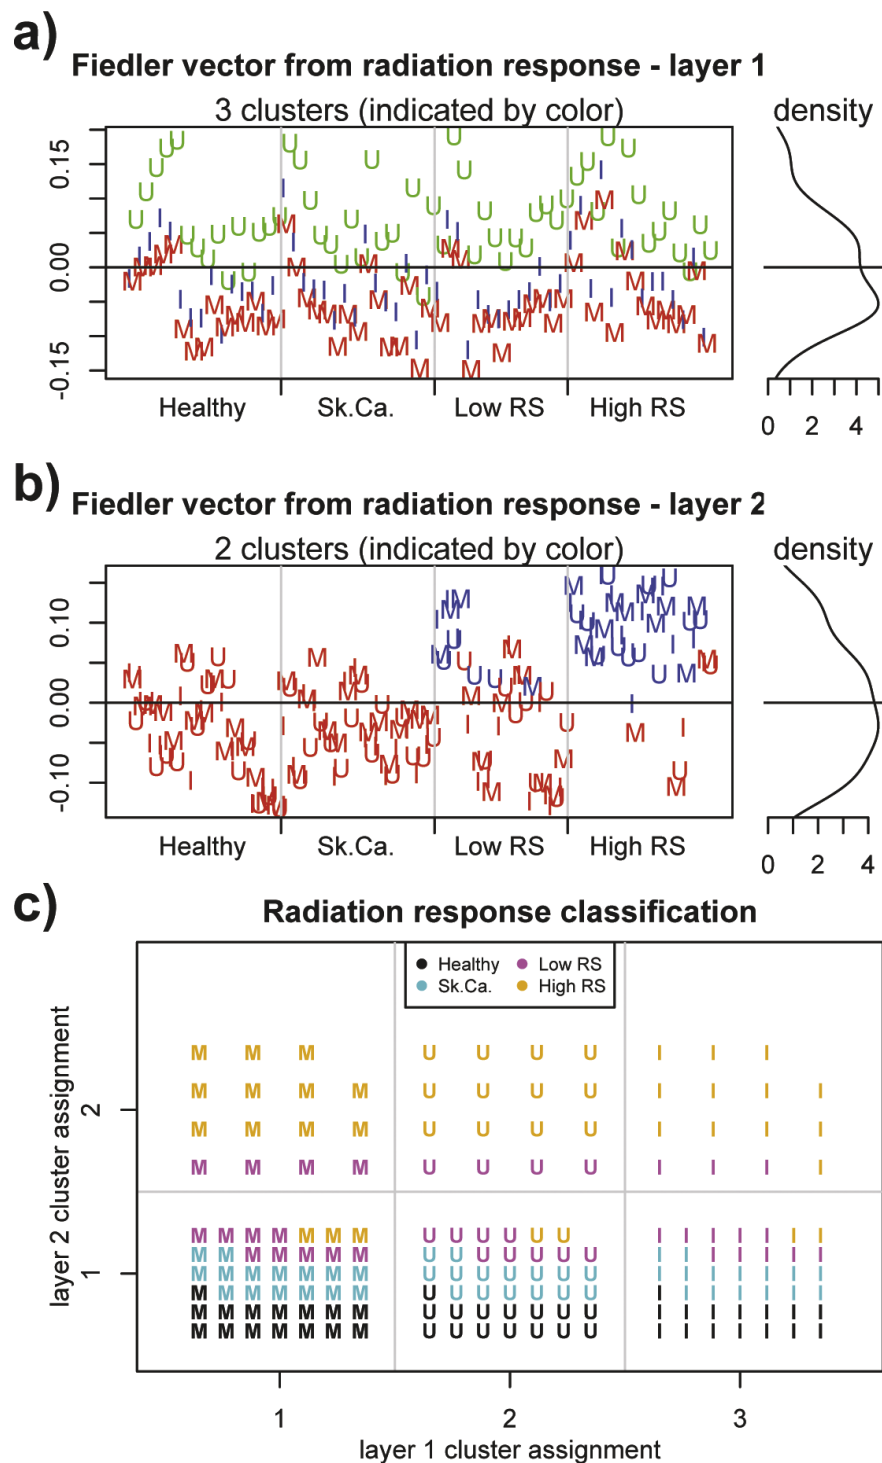 a)
Fiedler vector from radiation response - layer 1
3 clusters (indicated by color)
density
0.15
0.00
-0.15
Healthy Sk.Ca. Low RS High RS
0 2 4
b)
Fiedler vector from radiation response - layer 2
2 clusters (indicated by color)
density
0.10
0.00
-0.10
Healthy Sk.Ca. Low RS High RS
0 2 4
c)
Radiation response classification
Healthy Low RS
Sk.Ca. High RS
layer 2 cluster assignment
2
1
M M M U U U U I I I
M M M M U U U U I I I I
M M M M U U U U I I I I
M M M M U U U U I I I I
M M M M M M M U U U U U U I I I I I I I
M M M M M M M U U U U U U U I I I I I I I
M M M M M M M U U U U U U U I I I I I I I
M M M M M M M U U U U U U U I I I I I I I
M M M M M M M U U U U U U U I I I I I I I
M M M M M M M U U U U U U U I I I I I I I
1 2 3
layer 1 cluster assignment